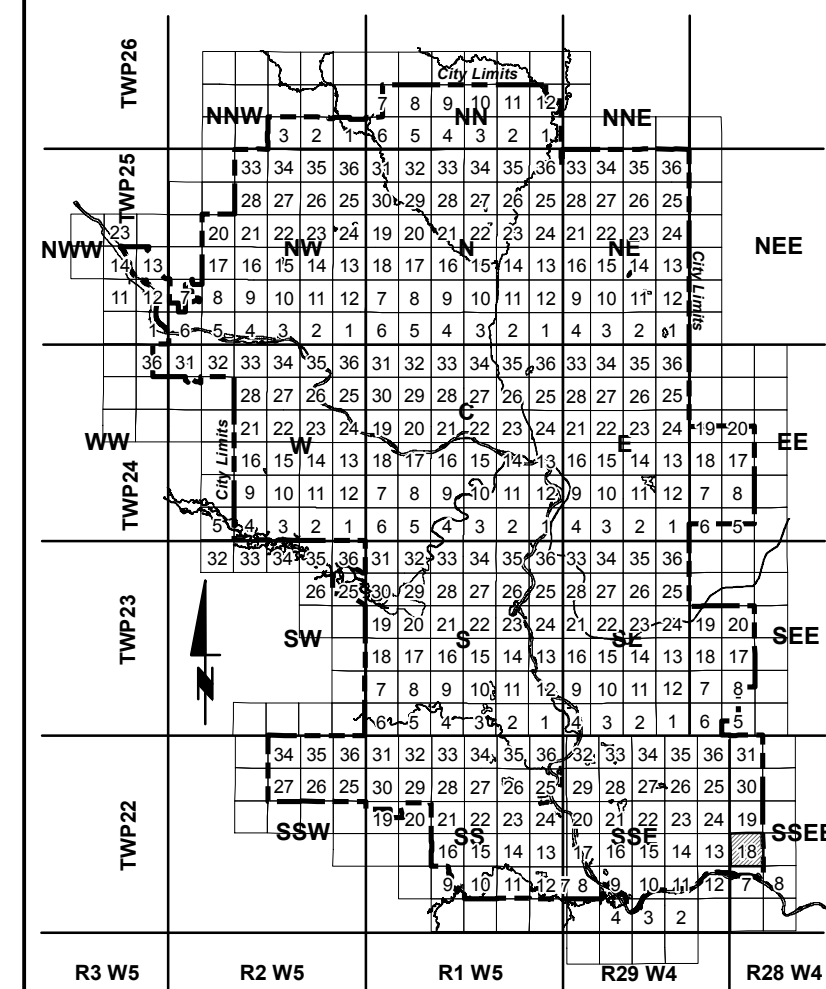 TWP26
City Limits
NNW 7 8 9 10 11 12 NN NNE
3 2 1 6 5 4 3 2 1
TWP25
33 34 35 36 31 32 33 34 35 36 33 34 35 36
28 27 26 25 30 29 28 27 26 25 28 27 26 25
23 20 21 22 23 24 19 20 21 22 23 24 21 22 23 24
NWW NW N NE NEE
14 13 17 16 15 14 13 18 17 16 15 14 13 16 15 14 13
City Limits
11 12 7 8 9 10 11 12 7 8 9 10 11 12 9 10 11 12
1 6 5 4 3 2 1 6 5 4 3 2 1 4 3 2 1
36 31 32 33 34 35 36 31 32 33 34 35 36 33 34 35 36
28 27 26 25 30 29 28 27 26 25 28 27 26 25
C
21 22 23 24 19 20 21 22 23 24 21 22 23 24 19 20
WW W E EE
City Limits
16 15 14 13 18 17 16 15 14 13 16 15 14 13 18 17
TWP24
9 10 11 12 7 8 9 10 11 12 9 10 11 12 7 8
5 4 3 2 1 6 5 4 3 2 1 4 3 2 1 6 5
32 33 34 35 36 31 32 33 34 35 36 33 34 35 36
26 25 30 29 28 27 26 25 28 27 26 25
TWP23
19 20 21 22 23 24 21 22 23 24 19 20
SW S SE SEE
18 17 16 15 14 13 16 15 14 13 18 17
7 8 9 10 11 12 9 10 11 12 7 8
6 5 4 3 2 1 4 3 2 1 6 5
34 35 36 31 32 33 34 35 36 32 33 34 35 36 31
27 26 25 30 29 28 27 26 25 29 28 27 26 25 30
19 20 21 22 23 24 20 21 22 23 24 19
TWP22
SSW SS SSE SSEE
16 15 14 13 17 16 15 14 13 18
9 10 11 12 7 8 9 10 11 12 7 8
4 3 2
R3 W5 R2 W5 R1 W5 R29 W4 R28 W4
N